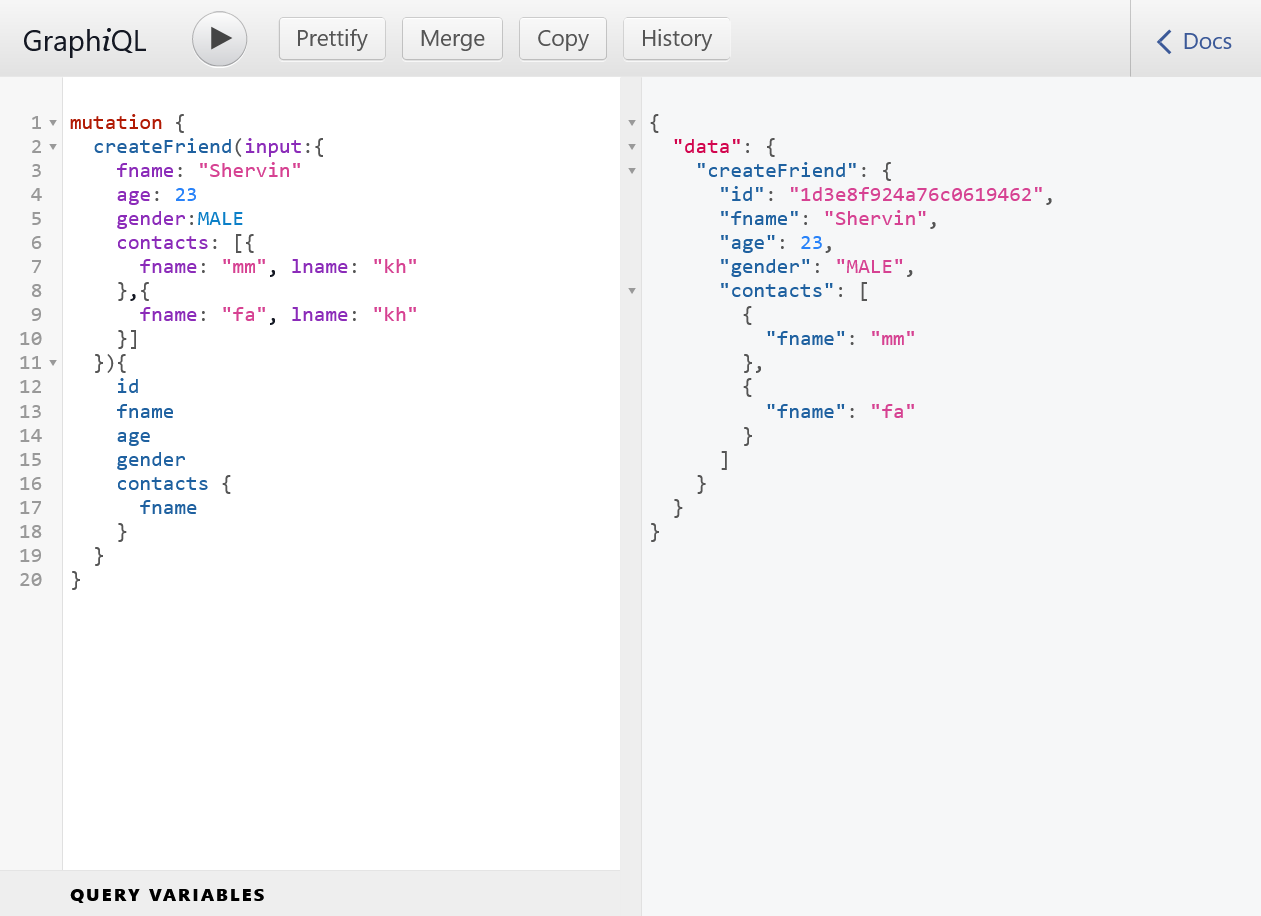 GraphiQL
Prettify
Merge
Copy
History
Docs
1 mutation {
2   createFriend(input:{
3     fname: "Shervin"
4     age: 23
5     gender:MALE
6     contacts: [{
7       fname: "mm", lname: "kh"
8     },{
9       fname: "fa", lname: "kh"
10     }]
11   }){
12     id
13     fname
14     age
15     gender
16     contacts {
17       fname
18     }
19   }
20 }
QUERY VARIABLES
{
  "data": {
    "createFriend": {
      "id": "1d3e8f924a76c0619462",
      "fname": "Shervin",
      "age": 23,
      "gender": "MALE",
      "contacts": [
        {
          "fname": "mm"
        },
        {
          "fname": "fa"
        }
      ]
    }
  }
}